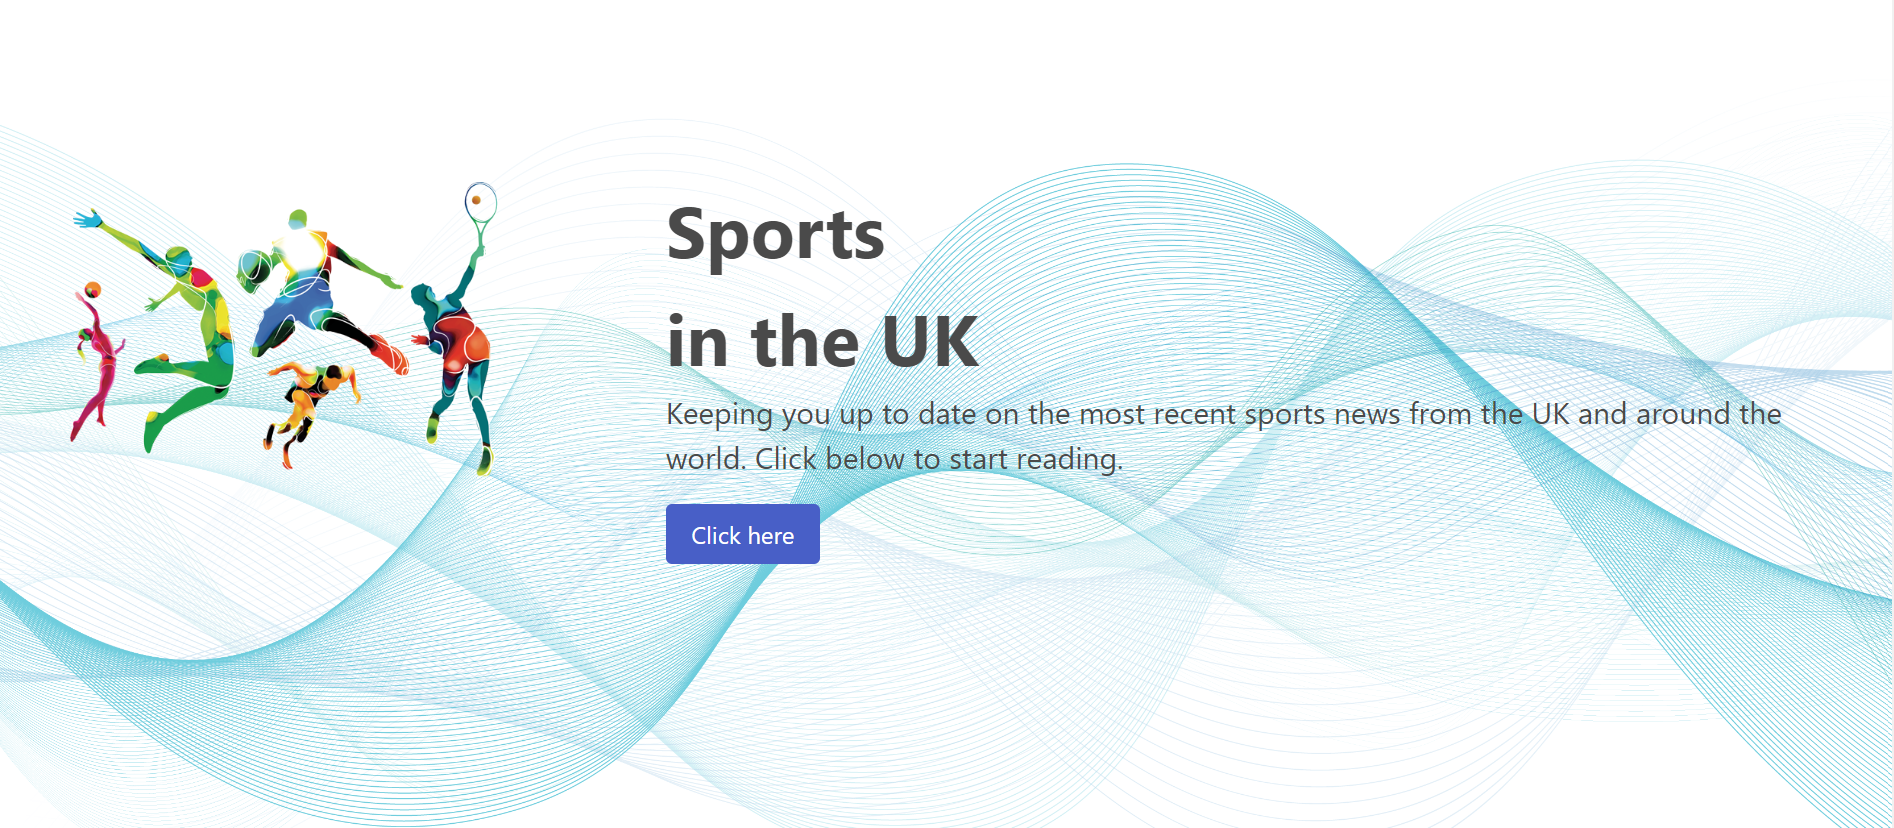 Sports
in the UK
Keeping you up to date on the most recent sports news from the UK and around the
world. Click below to start reading.
Click here